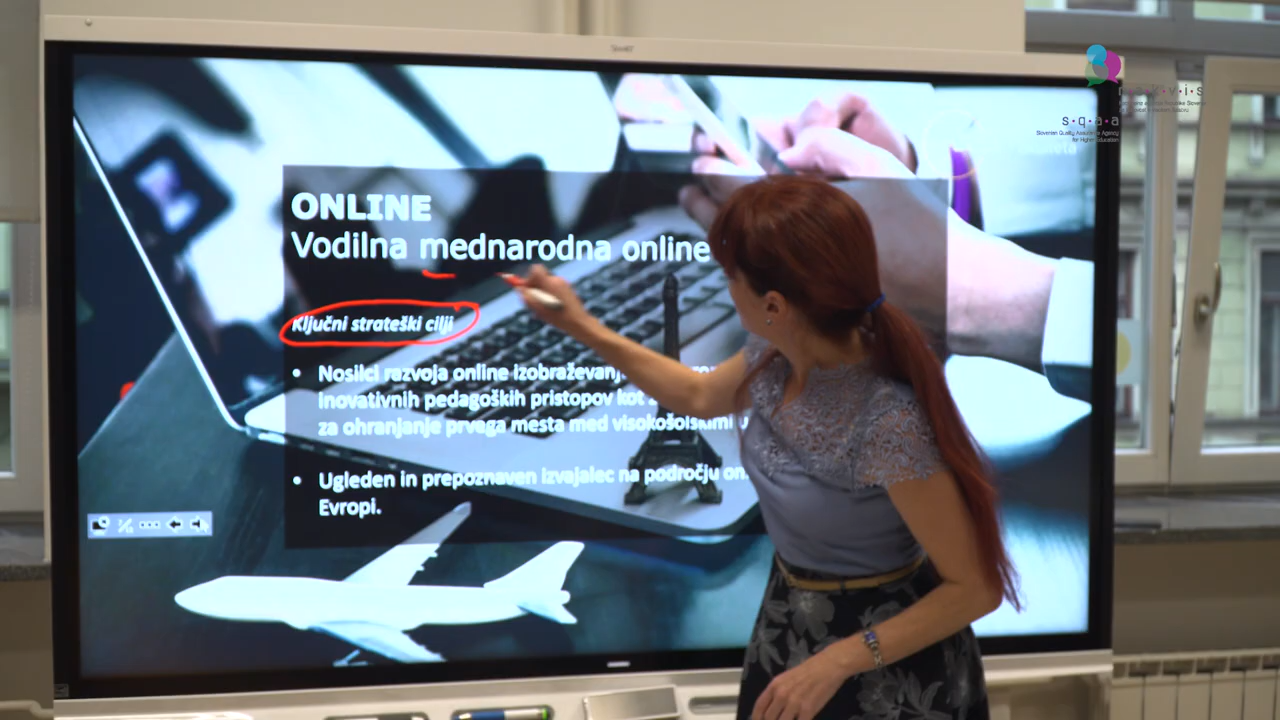 SMART
n·a·k·v·i·s
s·q·a·a
Slovenian Quality Assurance Agency
for Higher Education
ONLINE
Vodilna mednarodna online
Ključni strateški cilji
• Nosilci razvoja online
inovativnih pedagoških pristopov kot
za ohranjanje prvega mesta med visokošolskimi
• Ugleden in prepoznaven izvajalec na področju
Evropi.